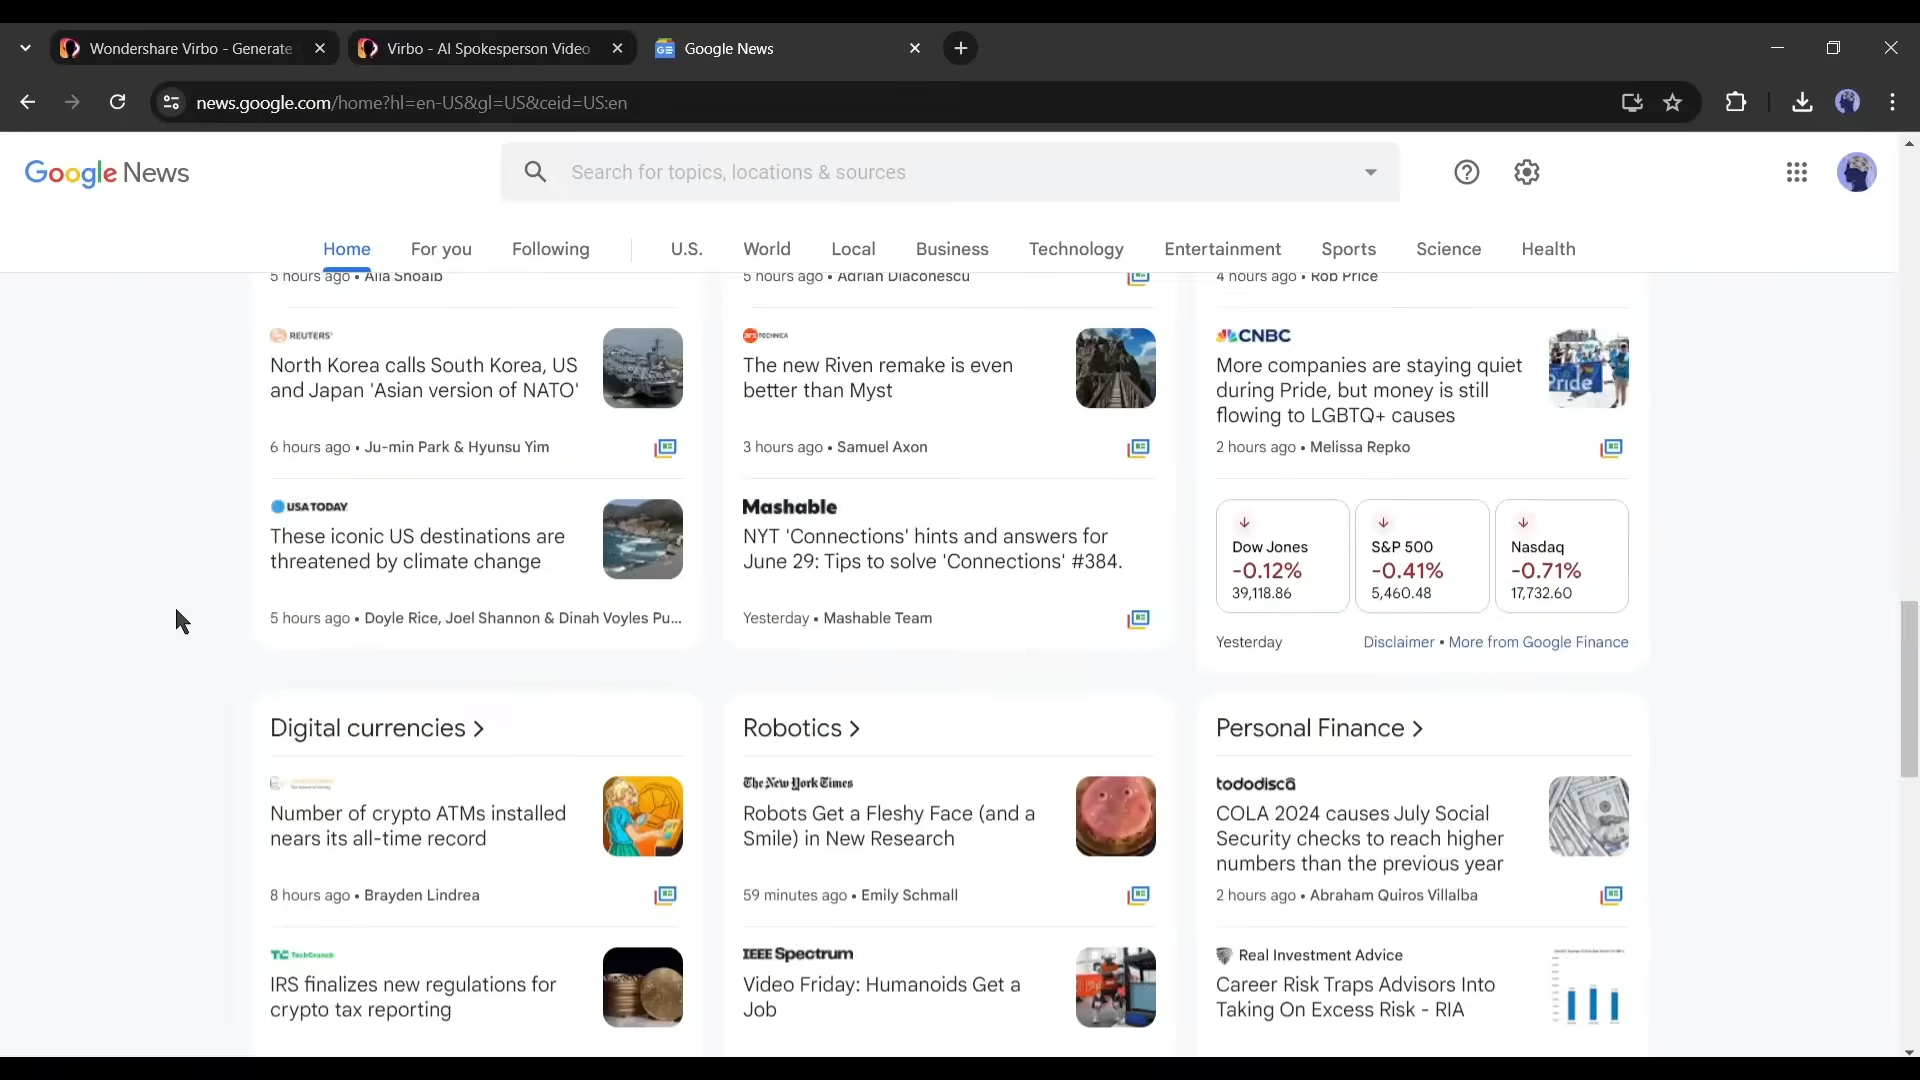 Wondershare Virbo - Generate
Virbo - AI Spokesperson Video
Google News
news.google.com/home?hl=en-US&gl=US&ceid=US:en
Google News
Search for topics, locations & sources
Home
For you
Following
U.S.
World
Local
Business
Technology
Entertainment
Sports
Science
Health
5 hours ago • Alia Shoaib
REUTERS
North Korea calls South Korea, US
and Japan 'Asian version of NATO'
6 hours ago • Ju-min Park & Hyunsu Yim
USA TODAY
These iconic US destinations are
threatened by climate change
5 hours ago • Doyle Rice, Joel Shannon & Dinah Voyles Pu...
5 hours ago • Adrian Diaconescu
ars TECHNICA
The new Riven remake is even
better than Myst
3 hours ago • Samuel Axon
Mashable
NYT 'Connections' hints and answers for
June 29: Tips to solve 'Connections' #384.
Yesterday • Mashable Team
4 hours ago • Rob Price
CNBC
More companies are staying quiet
during Pride, but money is still
flowing to LGBTQ+ causes
2 hours ago • Melissa Repko
Pride
Dow Jones
-0.12%
39,118.86
S&P 500
-0.41%
5,460.48
Nasdaq
-0.71%
17,732.60
Yesterday
Disclaimer • More from Google Finance
Digital currencies >
Number of crypto ATMs installed
nears its all-time record
8 hours ago • Brayden Lindrea
TC TechCrunch
IRS finalizes new regulations for
crypto tax reporting
Robotics >
The New York Times
Robots Get a Fleshy Face (and a
Smile) in New Research
59 minutes ago • Emily Schmall
IEEE Spectrum
Video Friday: Humanoids Get a
Job
Personal Finance >
tododisca
COLA 2024 causes July Social
Security checks to reach higher
numbers than the previous year
2 hours ago • Abraham Quiros Villalba
Real Investment Advice
Career Risk Traps Advisors Into
Taking On Excess Risk - RIA